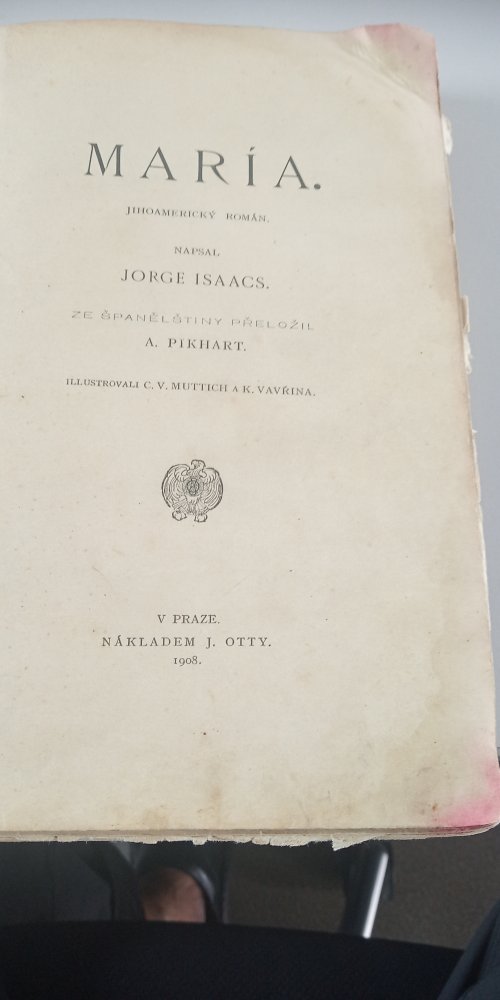 MARÍA.
JIHOAMERICKÝ ROMÁN.
NAPSAL
JORGE ISAACS.
ZE ŠPANĚLŠTINY PŘELOŽIL
A. PIKHART.
ILLUSTROVALI C. V. MUTTICH A K. VAVŘINA.
V PRAZE.
NÁKLADEM J. OTTY.
1908.